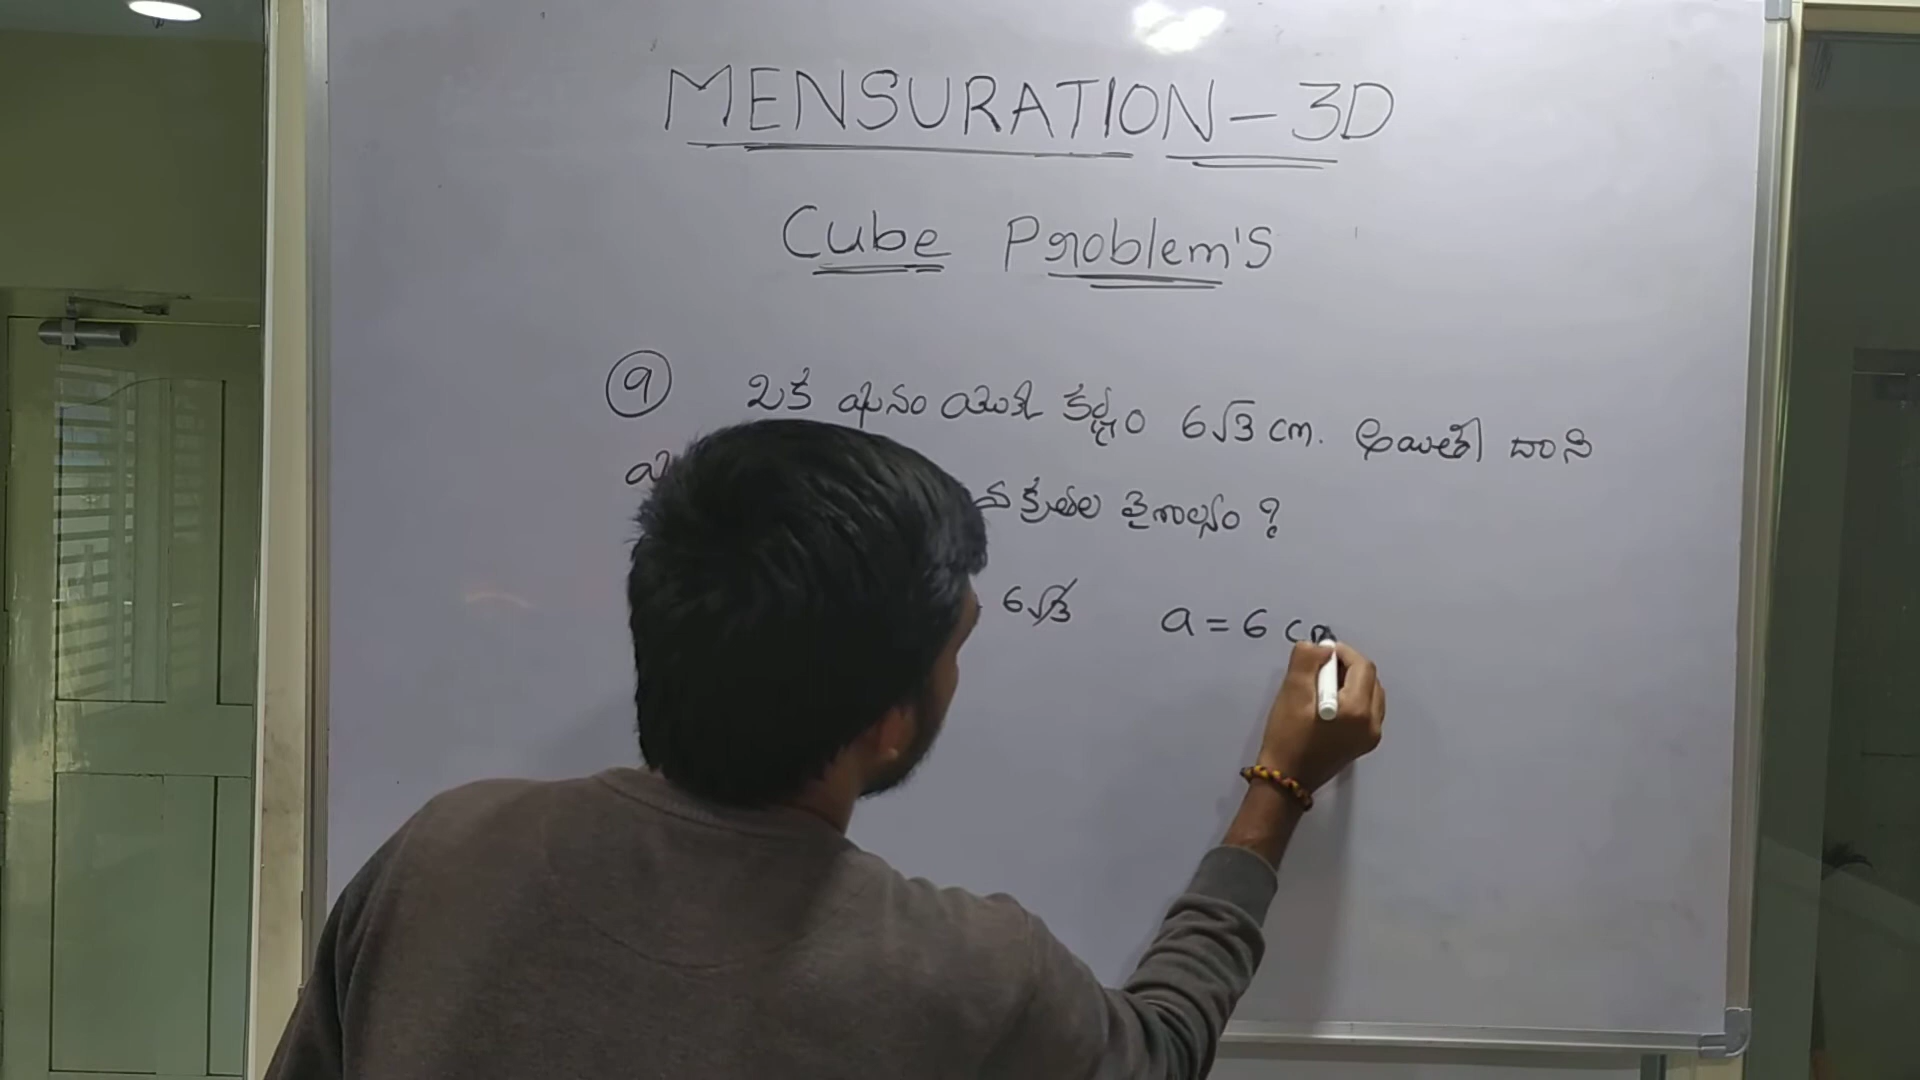 MENSURATION - 3D
Cube Problem's
9 ఒక ఘనం యొక్క కర్ణం 6√3 cm. అయితే దాని
వక్రతల వైశాల్యం ?
6√3 a = 6 cm